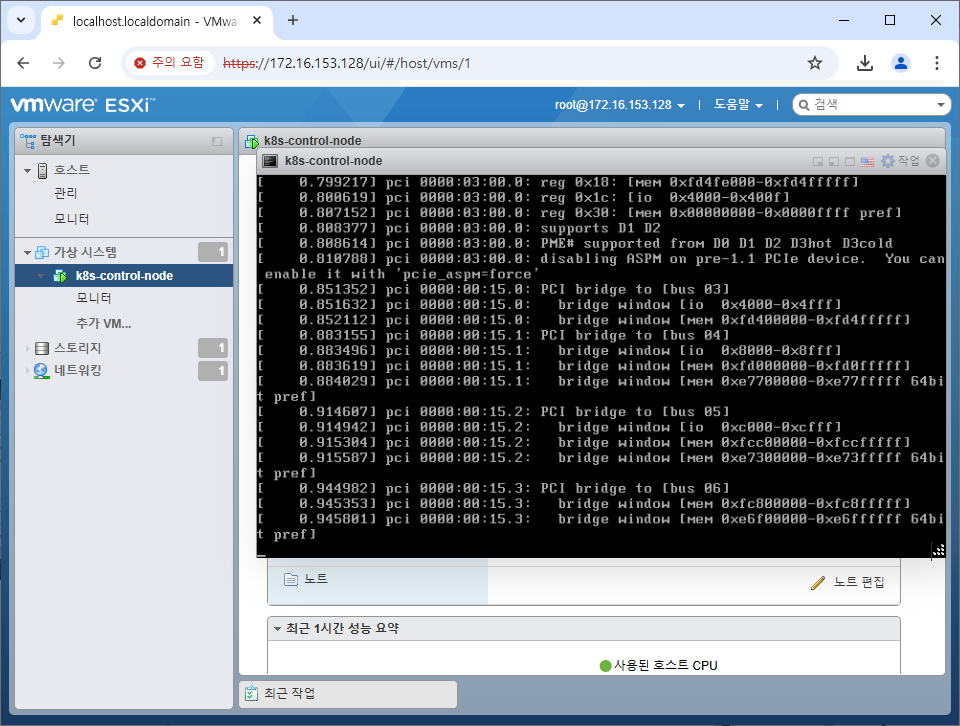 localhost.localdomain - VMwa
주의 요함
https://172.16.153.128/ui/#/host/vms/1
vmware ESXi™
root@172.16.153.128
도움말
검색
탐색기
호스트
관리
모니터
가상 시스템
1
k8s-control-node
모니터
추가 VM...
스토리지
1
네트워킹
1
k8s-control-node
k8s-control-node
작업
[    0.799217] pci 0000:03:00.0: reg 0x18: [mem 0xfd4fe000-0xfd4fffff]
[    0.800619] pci 0000:03:00.0: reg 0x1c: [io  0x4000-0x400f]
[    0.807152] pci 0000:03:00.0: reg 0x30: [mem 0x00000000-0x0000ffff pref]
[    0.808377] pci 0000:03:00.0: supports D1 D2
[    0.808614] pci 0000:03:00.0: PME# supported from D0 D1 D2 D3hot D3cold
[    0.810788] pci 0000:03:00.0: disabling ASPM on pre-1.1 PCIe device.  You can
enable it with 'pcie_aspm=force'
[    0.851352] pci 0000:00:15.0: PCI bridge to [bus 03]
[    0.851632] pci 0000:00:15.0:   bridge window [io  0x4000-0x4fff]
[    0.852112] pci 0000:00:15.0:   bridge window [mem 0xfd400000-0xfd4fffff]
[    0.883155] pci 0000:00:15.1: PCI bridge to [bus 04]
[    0.883496] pci 0000:00:15.1:   bridge window [io  0x8000-0x8fff]
[    0.883619] pci 0000:00:15.1:   bridge window [mem 0xfd000000-0xfd0fffff]
[    0.884029] pci 0000:00:15.1:   bridge window [mem 0xe7700000-0xe77fffff 64bi
t pref]
[    0.914607] pci 0000:00:15.2: PCI bridge to [bus 05]
[    0.914942] pci 0000:00:15.2:   bridge window [io  0xc000-0xcfff]
[    0.915304] pci 0000:00:15.2:   bridge window [mem 0xfcc00000-0xfccfffff]
[    0.915587] pci 0000:00:15.2:   bridge window [mem 0xe7300000-0xe73fffff 64bi
t pref]
[    0.944982] pci 0000:00:15.3: PCI bridge to [bus 06]
[    0.945353] pci 0000:00:15.3:   bridge window [mem 0xfc800000-0xfc8fffff]
[    0.945801] pci 0000:00:15.3:   bridge window [mem 0xe6f00000-0xe6ffffff 64bi
t pref]
노트
노트 편집
최근 1시간 성능 요약
사용된 호스트 CPU
최근 작업